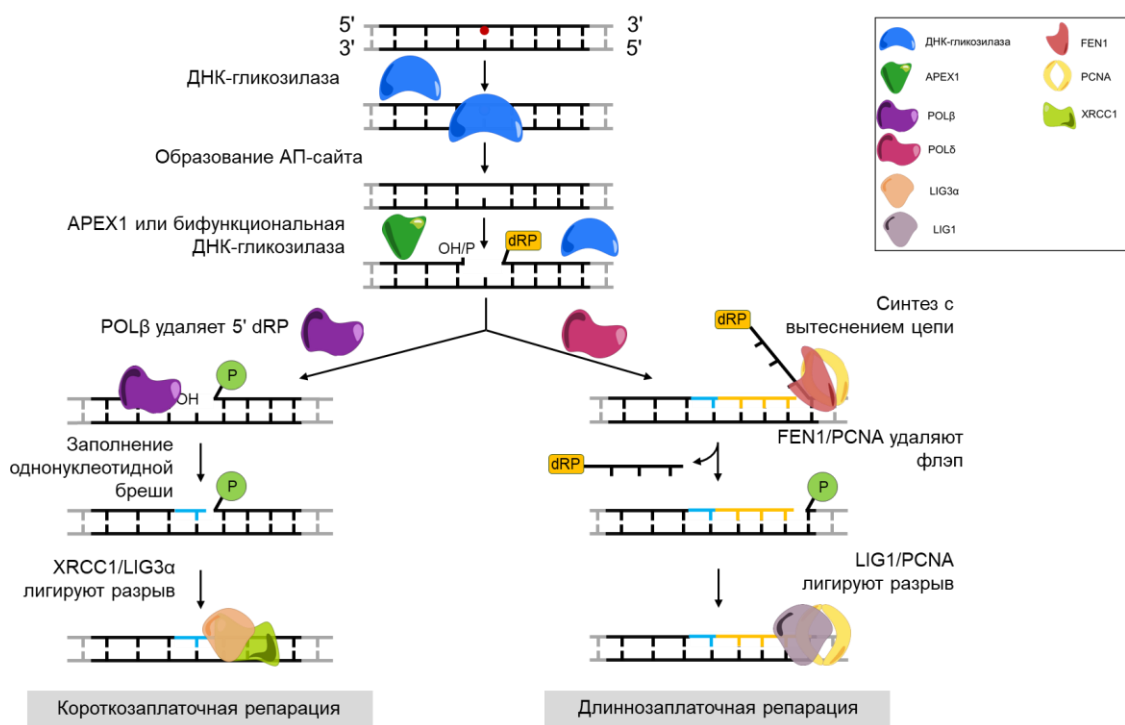 5'
3'
3'
5'
ДНК-гликозилаза
Образование АП-сайта
APEX1 или бифункциональная
ДНК-гликозилаза
OH/P
dRP
POLβ удаляет 5' dRP
OH
P
Заполнение
однонуклеотидной
бреши
P
XRCC1/LIG3α
лигируют разрыв
Короткозаплаточная репарация
Синтез с
вытеснением цепи
dRP
FEN1/PCNA удаляют
флэп
dRP
P
LIG1/PCNA
лигируют разрыв
Длиннозаплаточная репарация
ДНК-гликозилаза
APEX1
POLβ
POLδ
LIG3α
LIG1
FEN1
PCNA
XRCC1